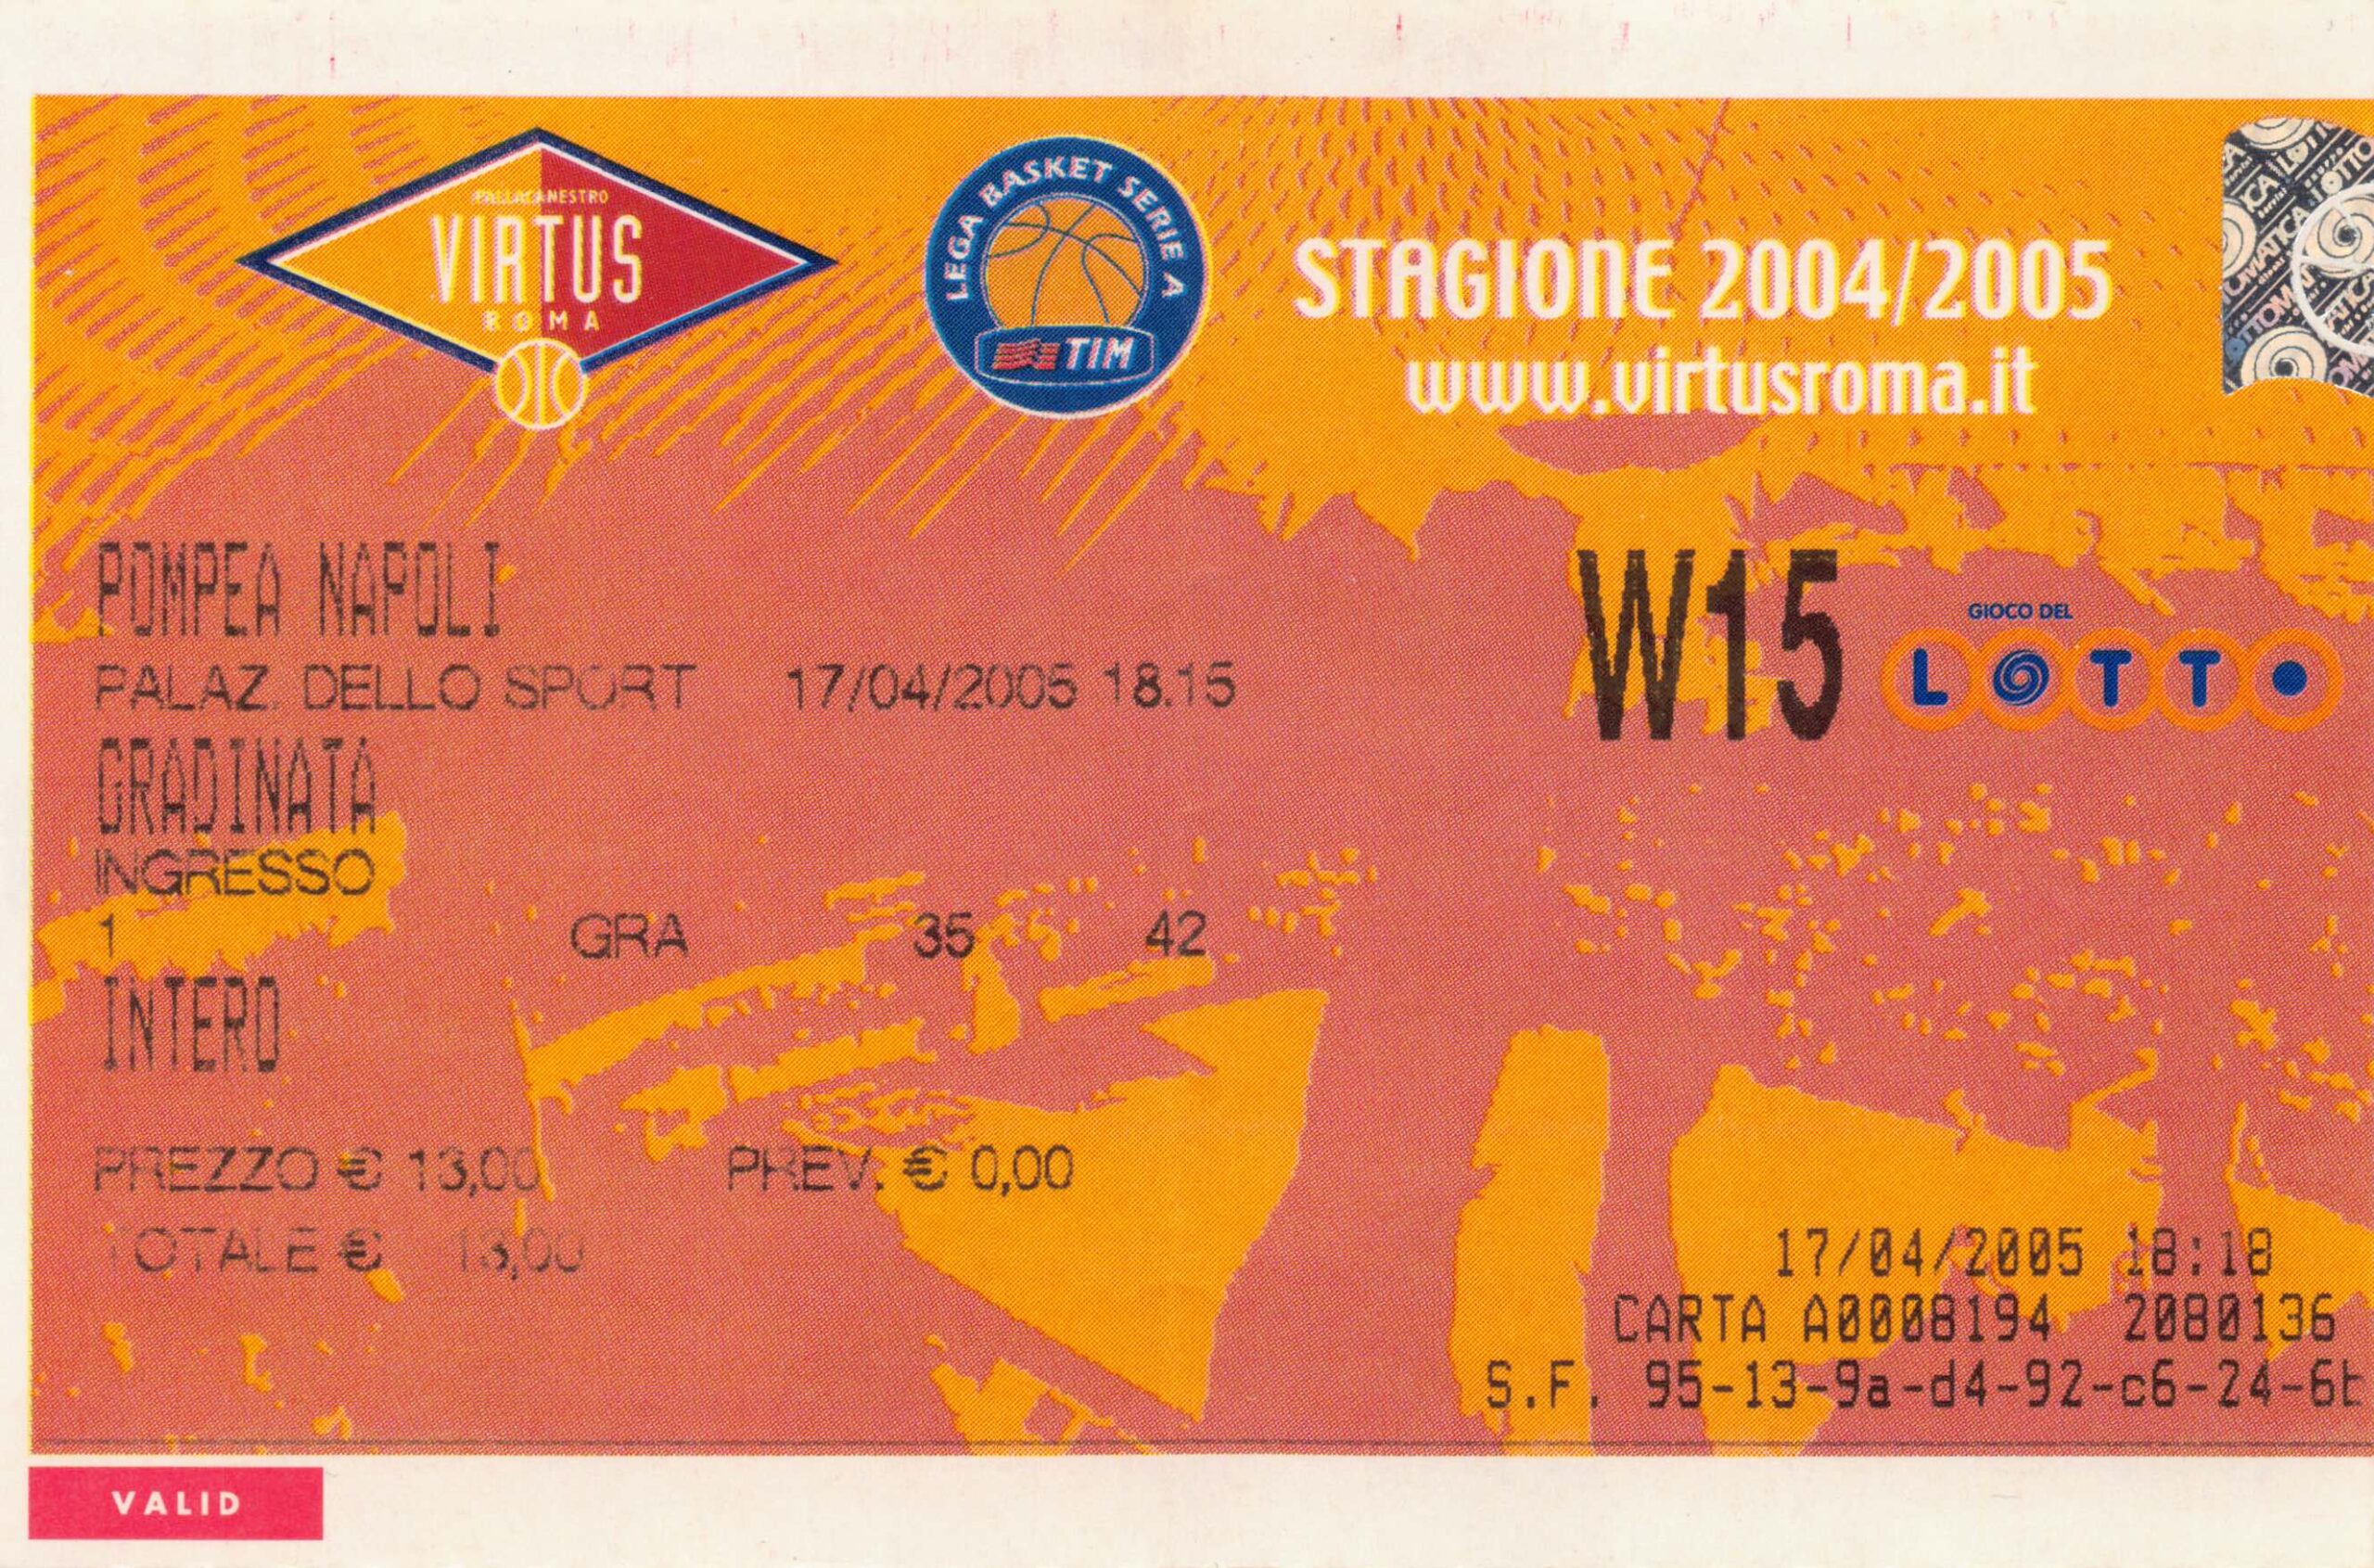 PALLACANESTRO
VIRTUS
ROMA
LEGA BASKET SERIE A
TIM
STAGIONE 2004/2005
www.virtusroma.it
POMPEA NAPOLI
PALAZ. DELLO SPORT 17/04/2005 18.15
W15
GIOCO DEL
LOTTO
GRADINATA
INGRESSO
1 GRA 35 42
INTERO
PREZZO € 13,00 PREV. € 0,00
TOTALE € 13,00
17/04/2005 18:18
CARTA A0008194 2080136
S.F. 95-13-9a-d4-92-c6-24-6b
VALID